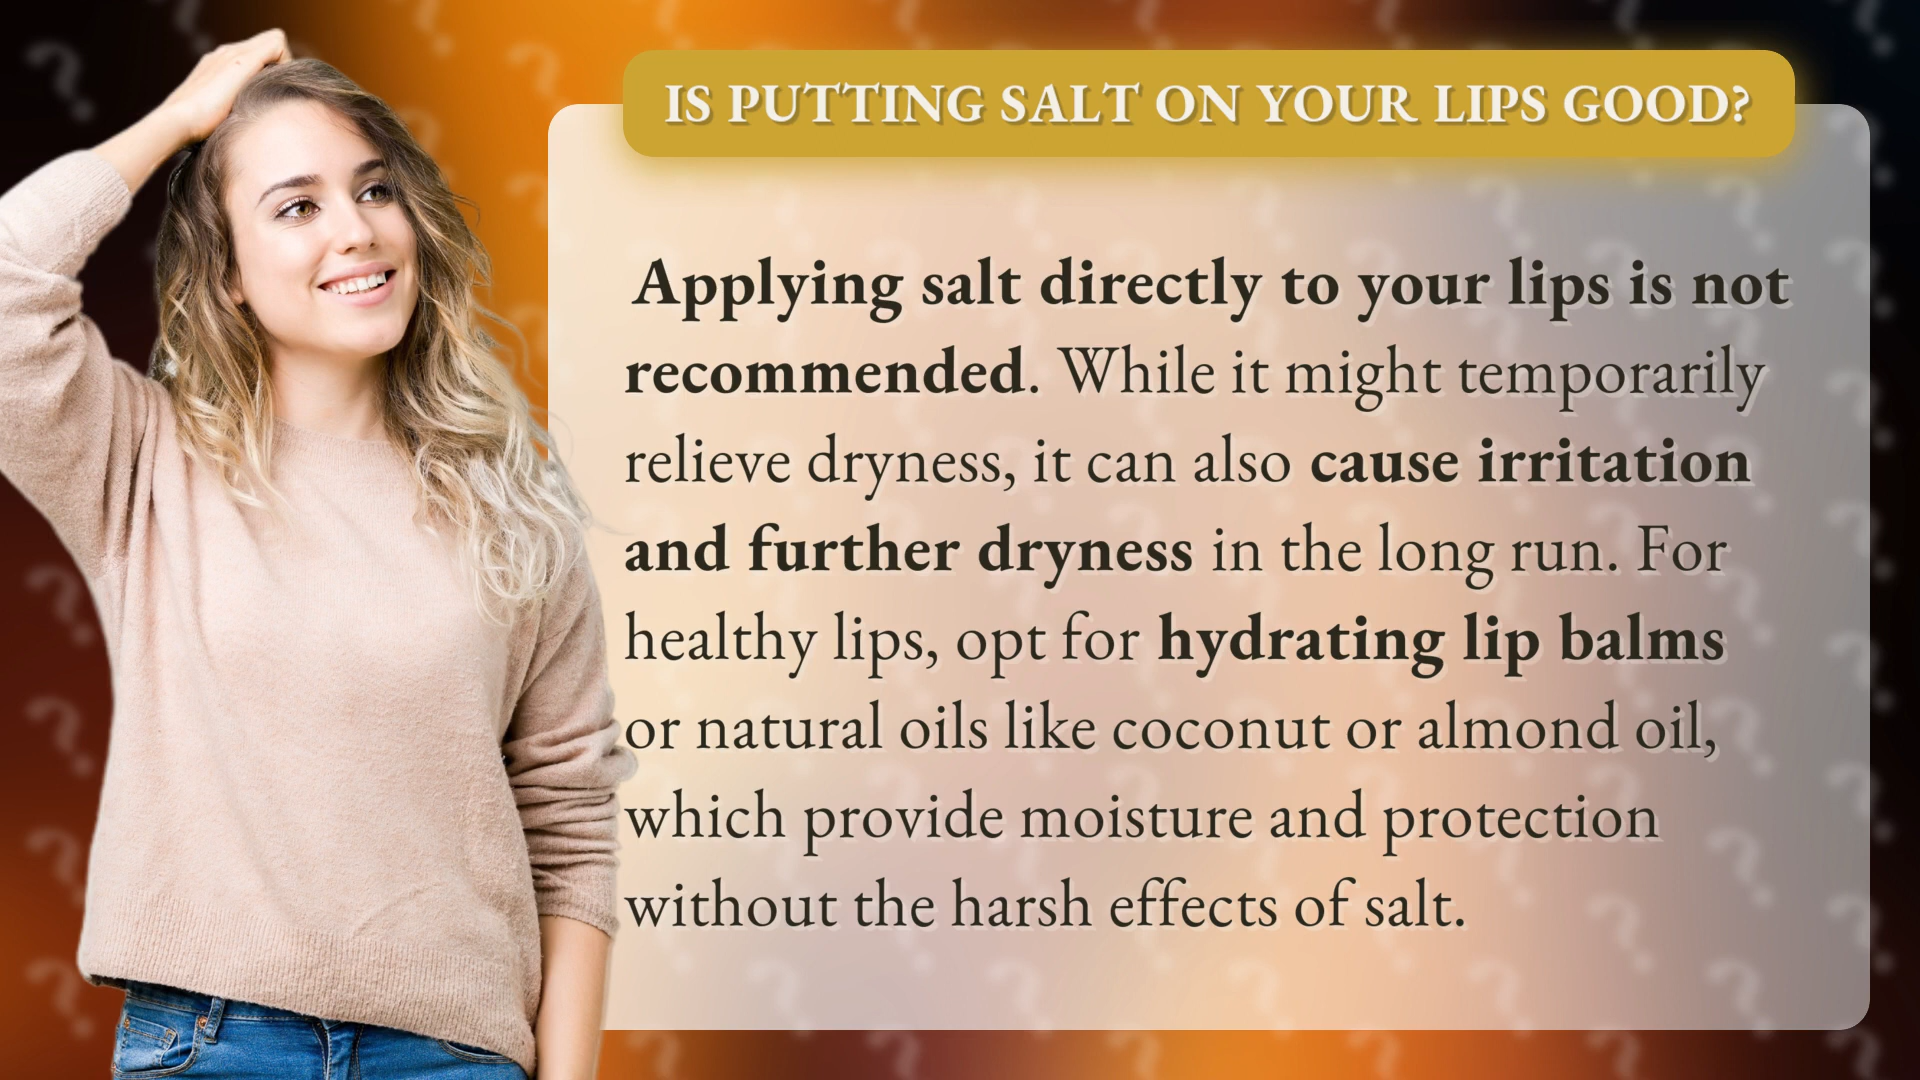 IS PUTTING SALT ON YOUR LIPS GOOD?
Applying salt directly to your lips is not
recommended. While it might temporarily
relieve dryness, it can also cause irritation
and further dryness in the long run. For
healthy lips, opt for hydrating lip balms
or natural oils like coconut or almond oil,
which provide moisture and protection
without the harsh effects of salt.